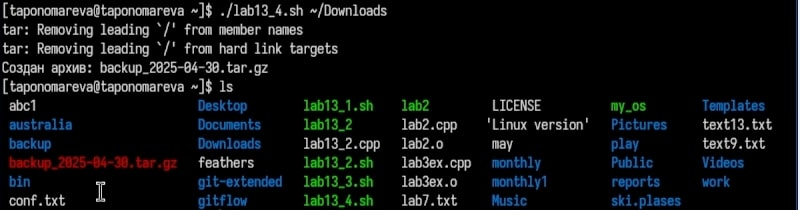 [taponomareva@taponomareva ~]$ ./lab13_4.sh ~/Downloads
tar: Removing leading `/' from member names
tar: Removing leading `/' from hard link targets
Создан архив: backup_2025-04-30.tar.gz
[taponomareva@taponomareva ~]$ ls
abc1 Desktop lab13_1.sh lab2 LICENSE my_os Templates
australia Documents lab13_2 lab2.cpp 'Linux version' Pictures text13.txt
backup Downloads lab13_2.cpp lab2.o may play text9.txt
backup_2025-04-30.tar.gz feathers lab13_2.sh lab3ex.cpp monthly Public Videos
bin git-extended lab13_3.sh lab3ex.o monthly1 reports work
conf.txt gitflow lab13_4.sh lab7.txt Music ski.plases